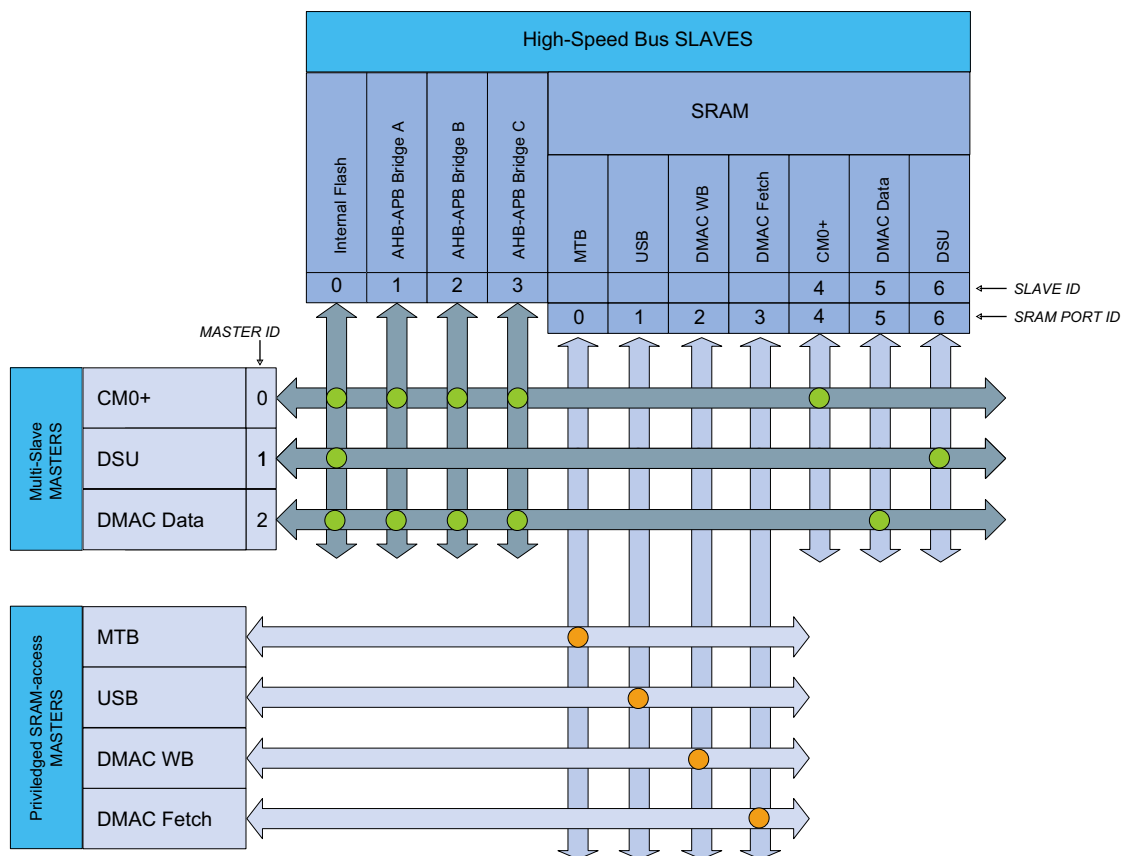 High-Speed Bus SLAVES
SRAM
Internal Flash
AHB-APB Bridge A
AHB-APB Bridge B
AHB-APB Bridge C
MTB
USB
DMAC WB
DMAC Fetch
CM0+
DMAC Data
DSU
0 1 2 3 4 5 6 SLAVE ID
0 1 2 3 4 5 6 SRAM PORT ID
MASTER ID
Multi-Slave
MASTERS
CM0+ 0
DSU 1
DMAC Data 2
Priviledged SRAM-access
MASTERS
MTB
USB
DMAC WB
DMAC Fetch